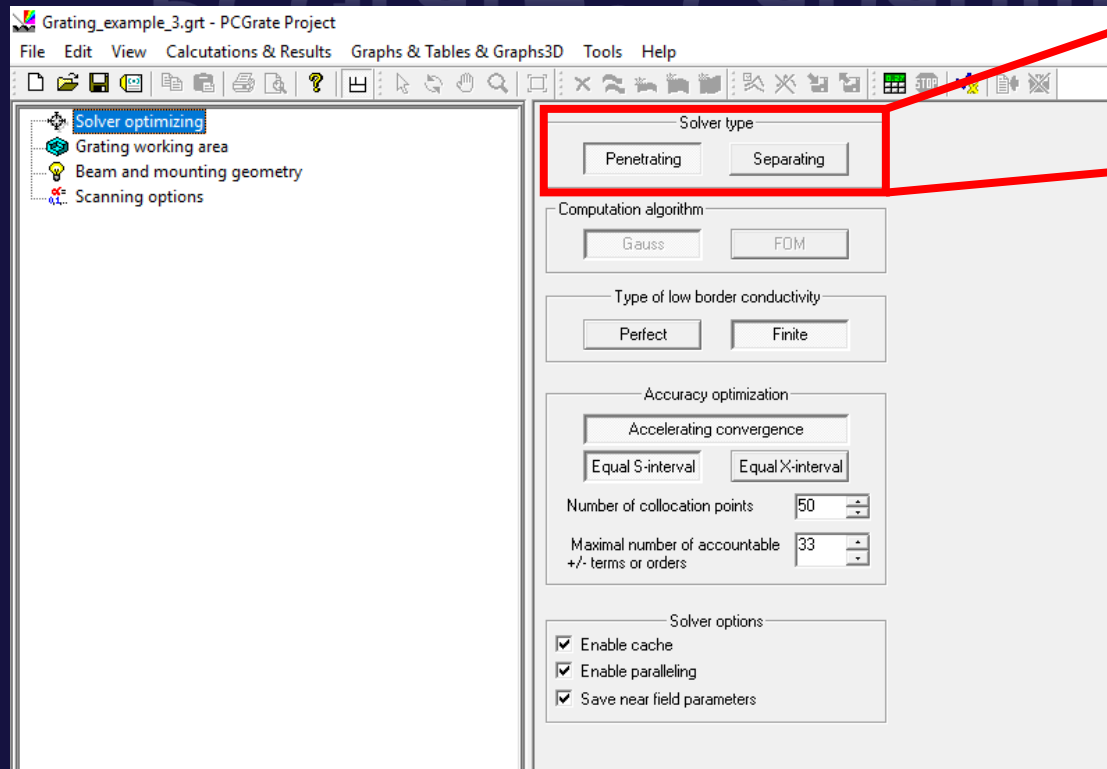 Grating_example_3.grt - PCGrate Project
File Edit View Calcutations & Results Graphs & Tables & Graphs3D Tools Help
Solver optimizing
Grating working area
Beam and mounting geometry
Scanning options
Solver type
Penetrating Separating
Computation algorithm
Gauss FOM
Type of low border conductivity
Perfect Finite
Accuracy optimization
Accelerating convergence
Equal S-interval Equal X-interval
Number of collocation points 50
Maximal number of accountable 33
+/- terms or orders
Solver options
Enable cache
Enable paralleling
Save near field parameters